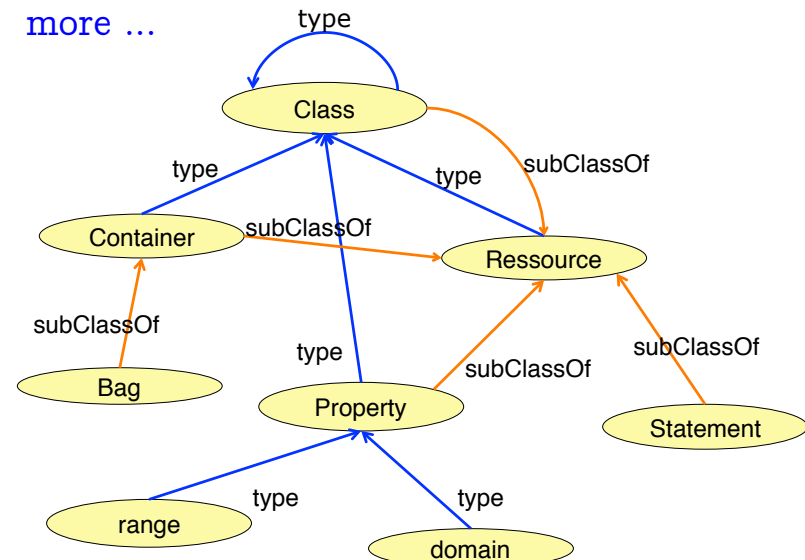 more ...
type
Class
type
type
subClassOf
subClassOf
Container
Ressource
subClassOf
type
subClassOf
subClassOf
Bag
Property
Statement
type
type
range
domain